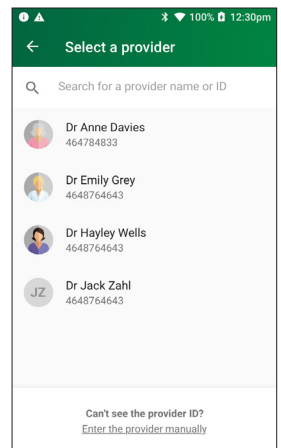 100% 12:30pm
Select a provider
Search for a provider name or ID
Dr Anne Davies
464784833
Dr Emily Grey
4648764643
Dr Hayley Wells
4648764643
JZ
Dr Jack Zahl
4648764643
Can't see the provider ID?
Enter the provider manually